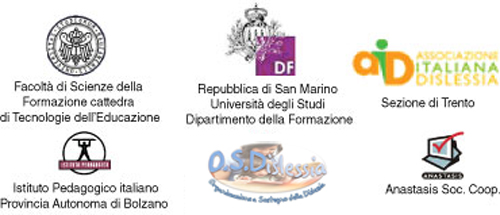 Facoltà di Scienze della
Formazione cattedra
di Tecnologie dell'Educazione
DF
Repubblica di San Marino
Università degli Studi
Dipartimento della Formazione
AID
ASSOCIAZIONE
ITALIANA
DISLESSIA
Sezione di Trento
ISTITUTO PEDAGOGICO
Istituto Pedagogico italiano
Provincia Autonoma di Bolzano
O.S.Dislessia
della Dislessia
ANASTASIS
Anastasis Soc. Coop.